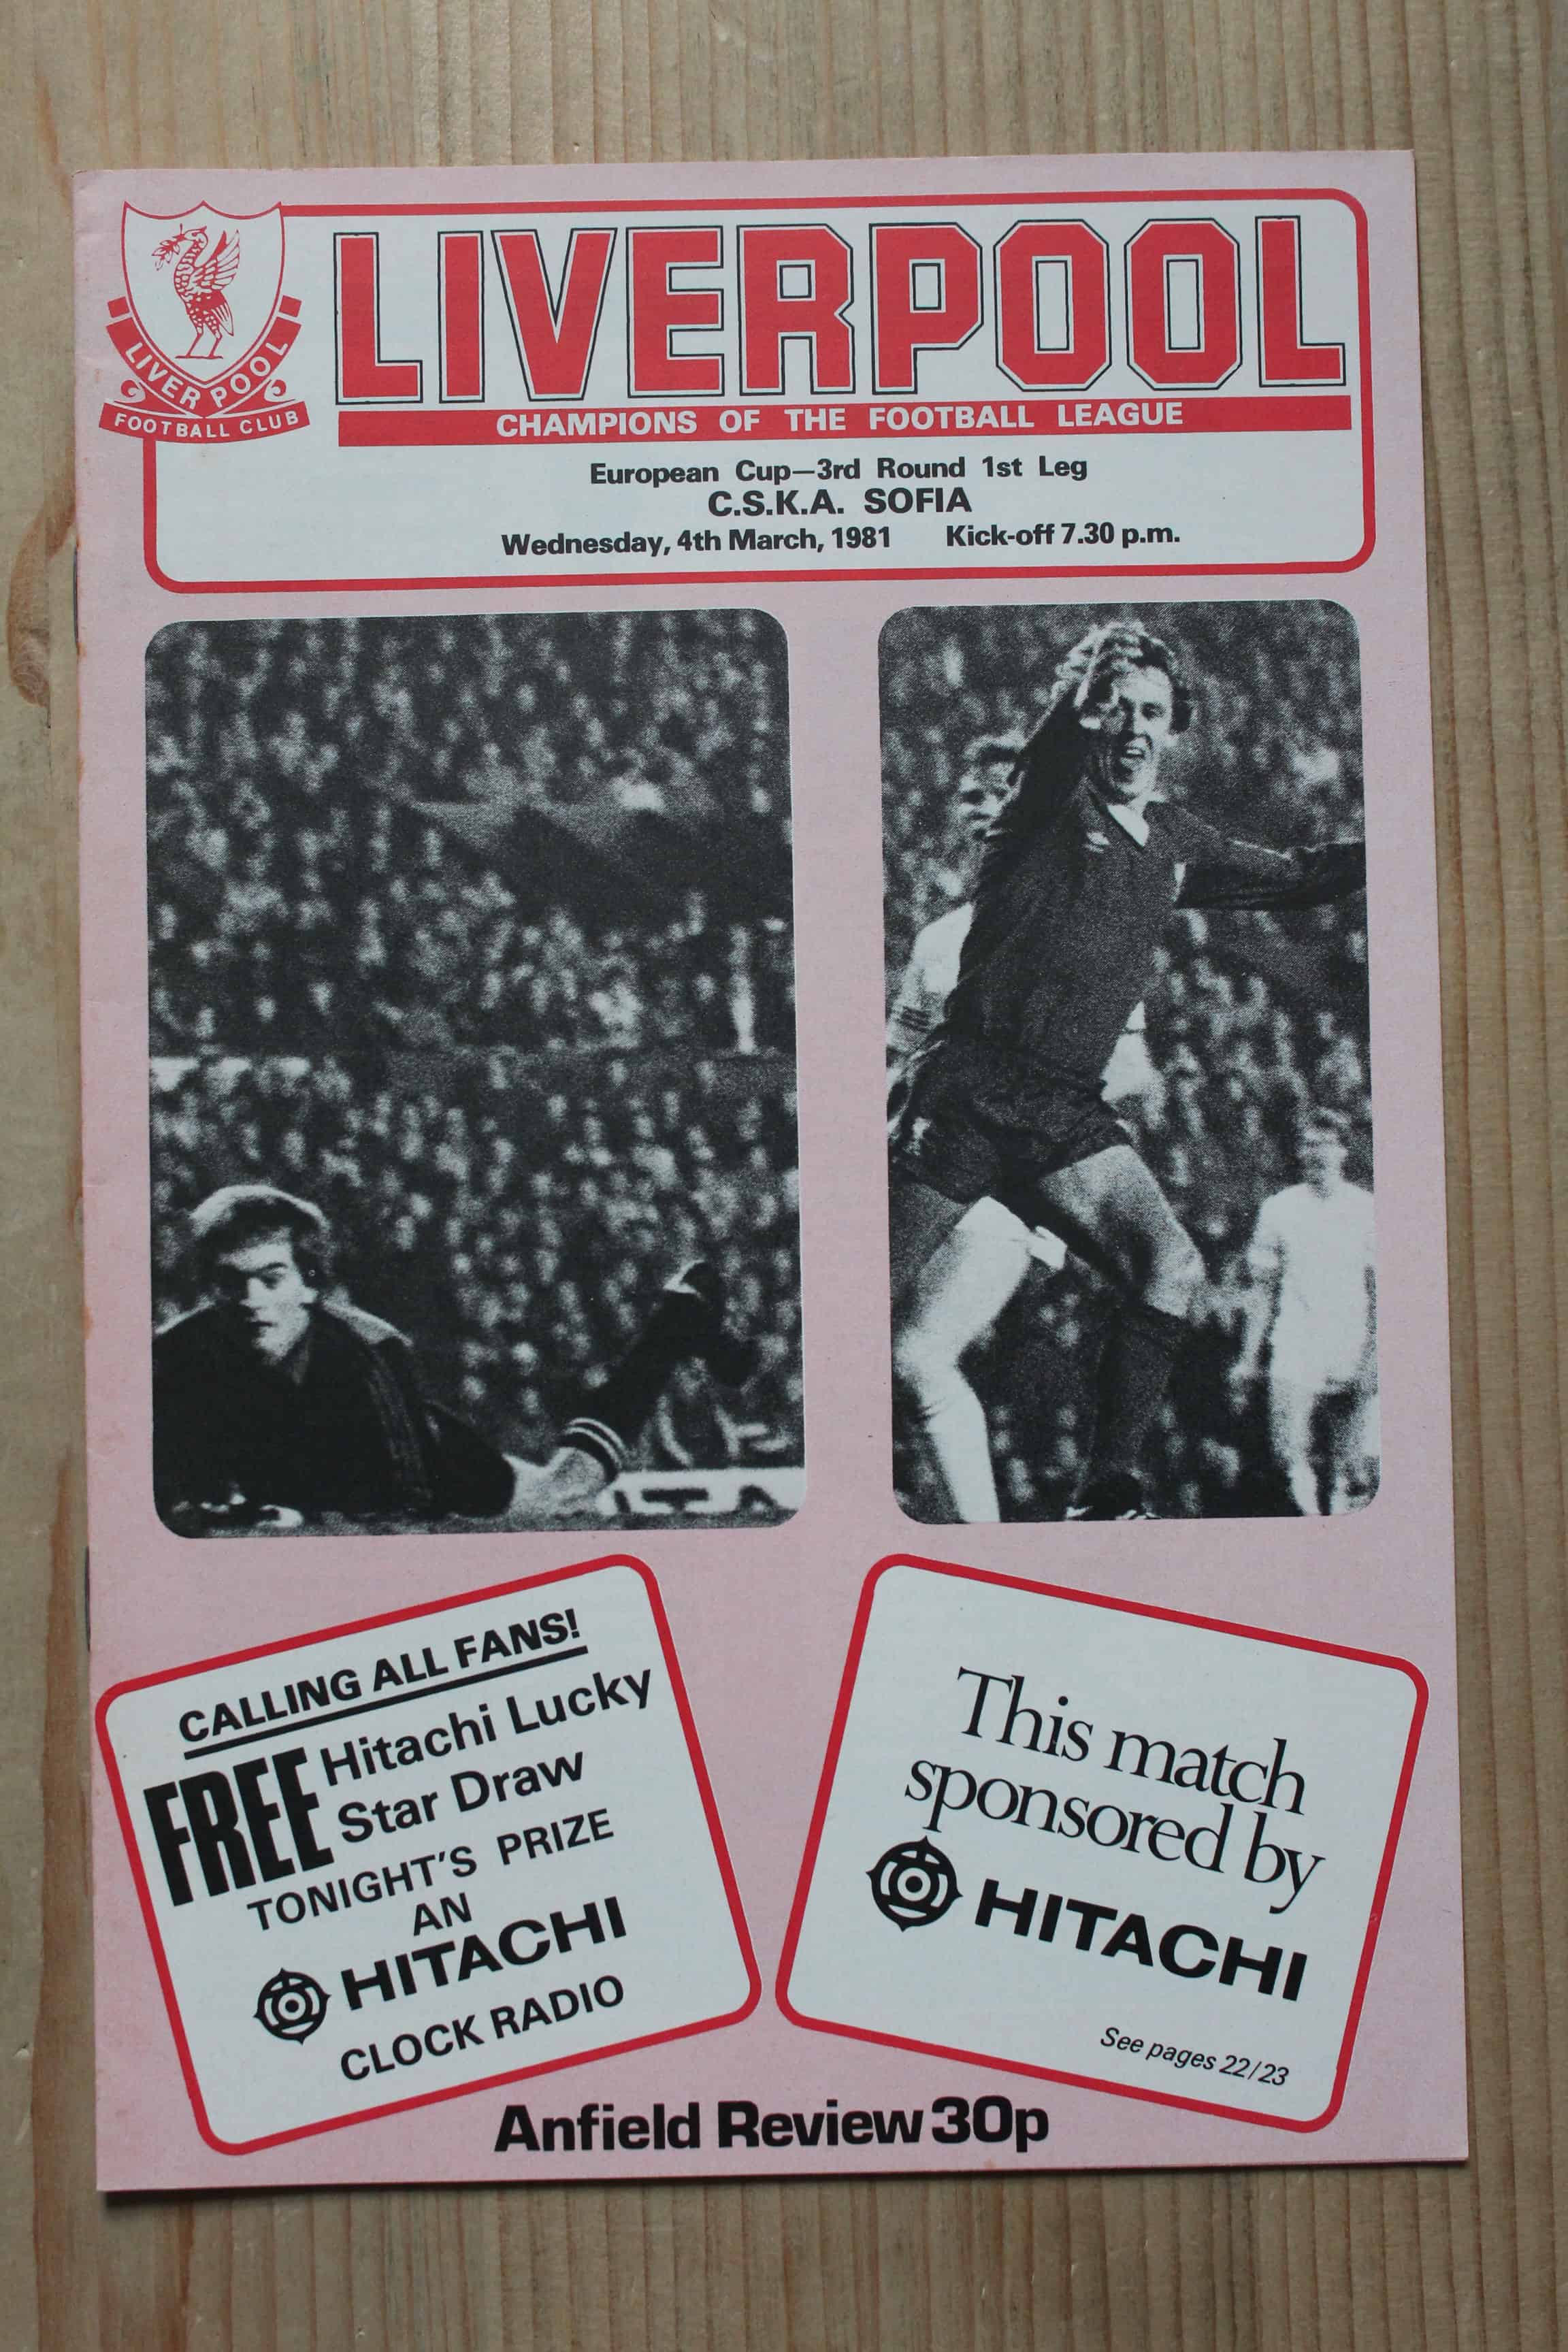 LIVERPOOL
FOOTBALL CLUB
LIVERPOOL
CHAMPIONS OF THE FOOTBALL LEAGUE
European Cup—3rd Round 1st Leg
C.S.K.A. SOFIA
Wednesday, 4th March, 1981 Kick-off 7.30 p.m.
CALLING ALL FANS!
FREE Hitachi Lucky
Star Draw
TONIGHT'S PRIZE
AN
HITACHI
CLOCK RADIO
This match
sponsored by
HITACHI
See pages 22/23
Anfield Review 30p